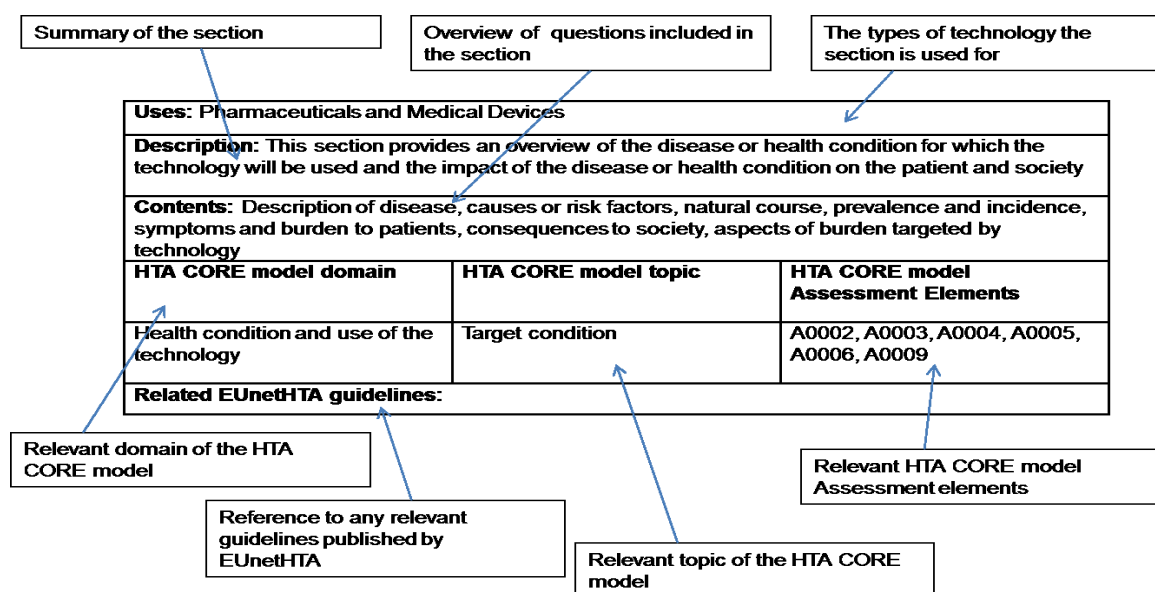 Summary of the section
Overview of questions included in
the section
The types of technology the
section is used for
Uses: Pharmaceuticals and Medical Devices
Description: This section provides an overview of the disease or health condition for which the
technology will be used and the impact of the disease or health condition on the patient and society
Contents: Description of disease, causes or risk factors, natural course, prevalence and incidence,
symptoms and burden to patients, consequences to society, aspects of burden targeted by
technology
HTA CORE model domain
HTA CORE model topic
HTA CORE model
Assessment Elements
Health condition and use of the
technology
Target condition
A0002, A0003, A0004, A0005,
A0006, A0009
Related EUnetHTA guidelines:
Relevant domain of the HTA
CORE model
Relevant HTA CORE model
Assessment elements
Reference to any relevant
guidelines published by
EUnetHTA
Relevant topic of the HTA CORE
model